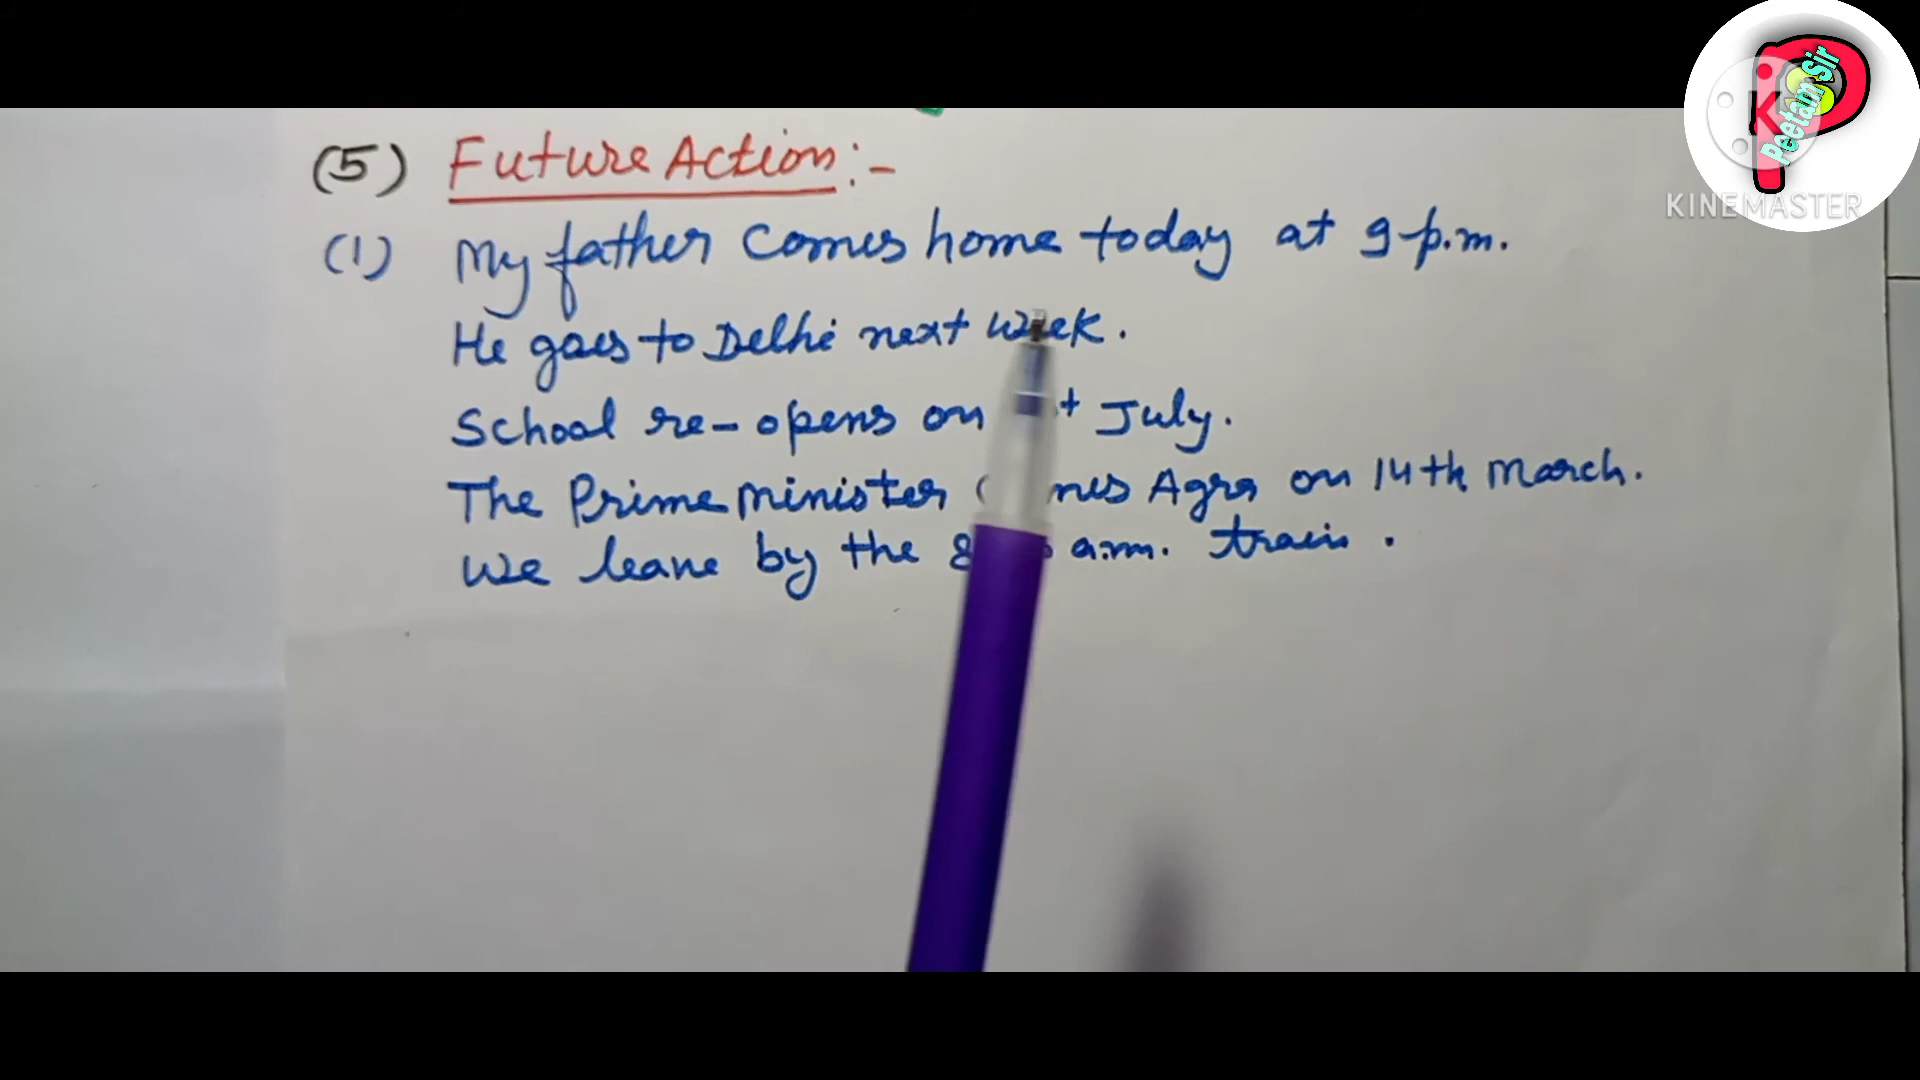 (5) Future Action:-
(1) My father comes home today at 9 p.m.
He goes to Delhi next week.
School re-opens on July.
The Prime Minister Agra on 14th March.
We leave by the a.m. train.
Peetam Sir
KINEMASTER